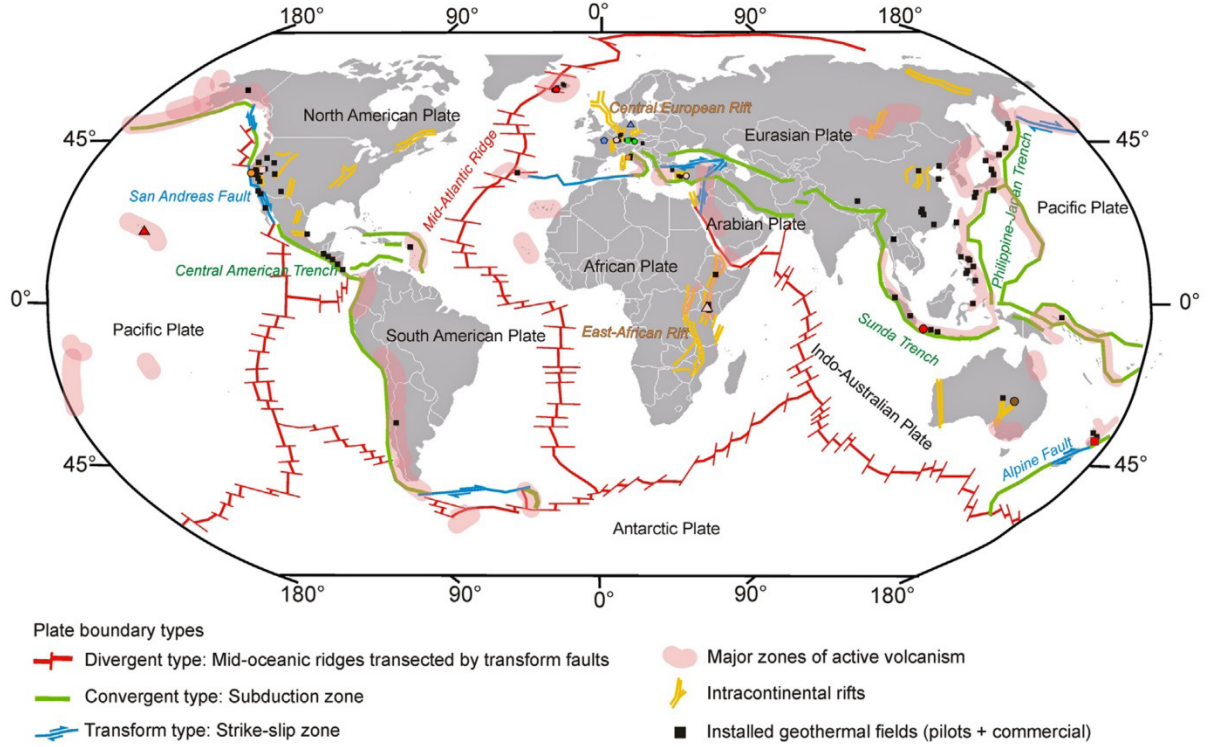 180° 90° 0° 90° 180°
North American Plate
Central European Rift
Eurasian Plate
45° 45°
Mid-Atlantic Ridge
San Andreas Fault
Philippine-Japan Trench
Pacific Plate
Arabian Plate
Central American Trench
African Plate
0° 0°
Pacific Plate
South American Plate
East-African Rift
Sunda Trench
Indo-Australian Plate
45° 45°
Alpine Fault
Antarctic Plate
180° 90° 0° 90° 180°
Plate boundary types
Divergent type: Mid-oceanic ridges transected by transform faults
Convergent type: Subduction zone
Transform type: Strike-slip zone
Major zones of active volcanism
Intracontinental rifts
Installed geothermal fields (pilots + commercial)